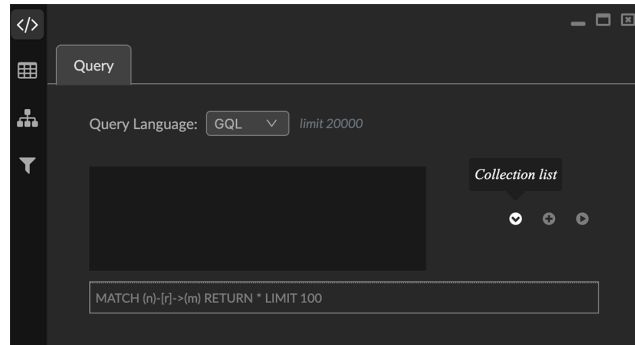 Query
Query Language: GQL limit 20000
Collection list
MATCH (n)-[r]->(m) RETURN * LIMIT 100